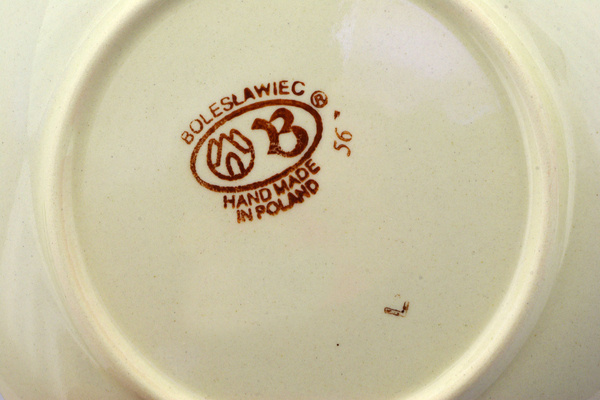 BOLESŁAWIEC ®
B
HAND MADE
IN POLAND
56